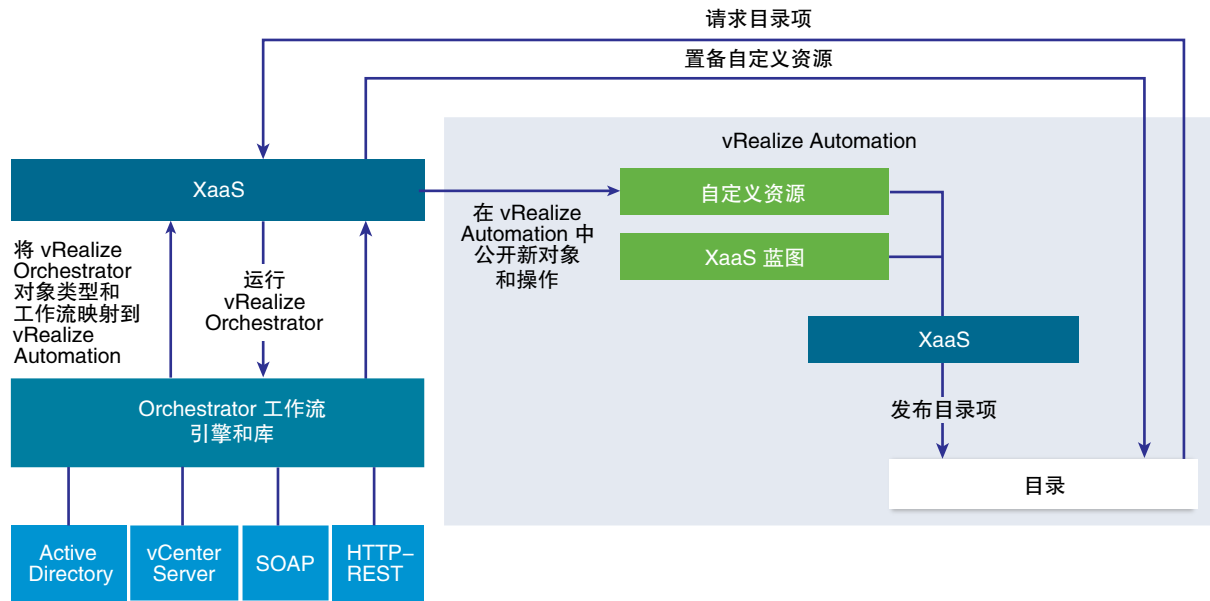 请求目录项
置备自定义资源
vRealize Automation
XaaS
自定义资源
在 vRealize
Automation 中
公开新对象
和操作
XaaS 蓝图
将 vRealize
Orchestrator
对象类型和
工作流映射到
vRealize
Automation
运行
vRealize
Orchestrator
XaaS
Orchestrator 工作流
引擎和库
发布目录项
目录
Active
Directory
vCenter
Server
SOAP
HTTP–
REST